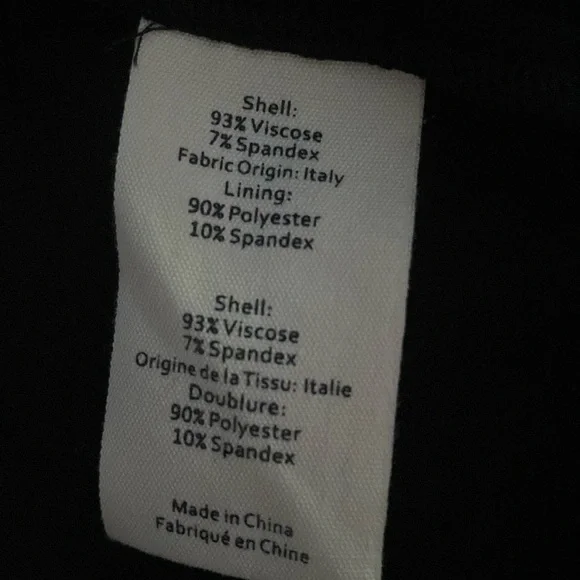 Shell:
93% Viscose
7% Spandex
Fabric Origin: Italy
Lining:
90% Polyester
10% Spandex
Shell:
93% Viscose
7% Spandex
Origine de la Tissu: Italie
Doublure:
90% Polyester
10% Spandex
Made in China
Fabriqué en Chine